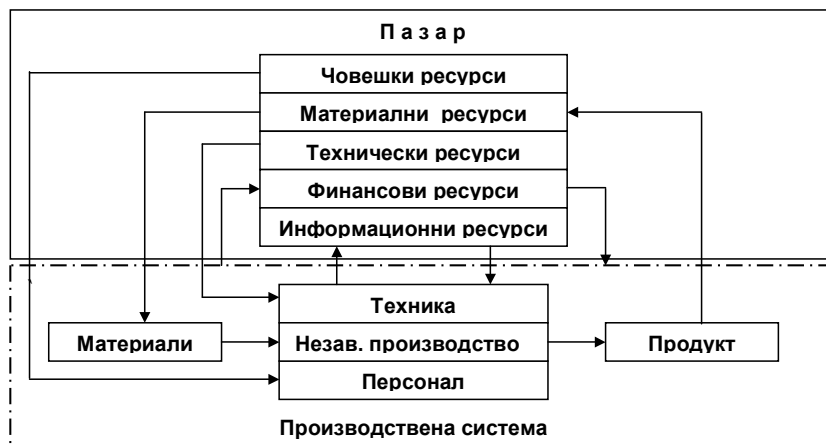 П а з а р
Човешки ресурси
Материални ресурси
Технически ресурси
Финансови ресурси
Информационни ресурси
Техника
Материали
Незав. производство
Продукт
Персонал
Производствена система